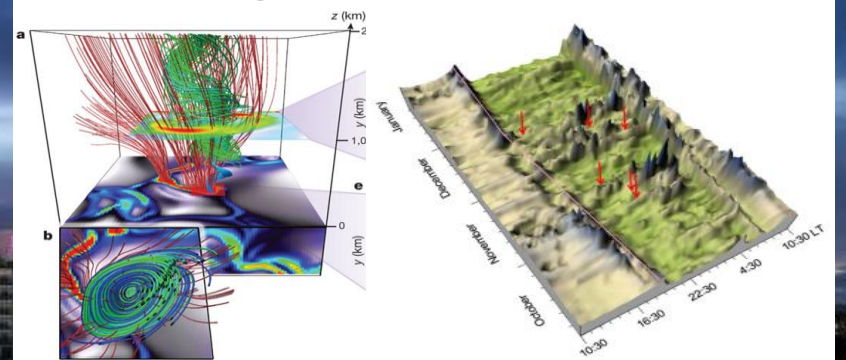 z (km)
a
2
y (km)
1,0
e
0
b
y (km)
January
December
November
October
10:30
16:30
22:30
4:30
10:30 LT